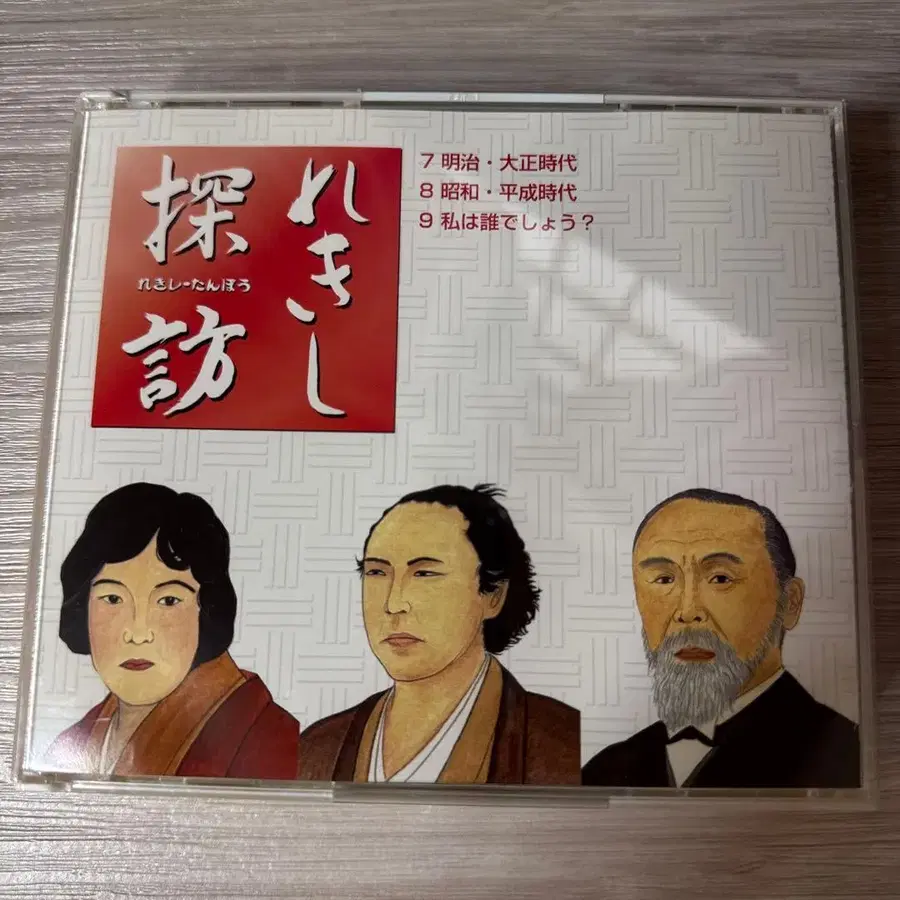 れきし
探訪
れきし・たんぼう
7 明治・大正時代
8 昭和・平成時代
9 私は誰でしょう？